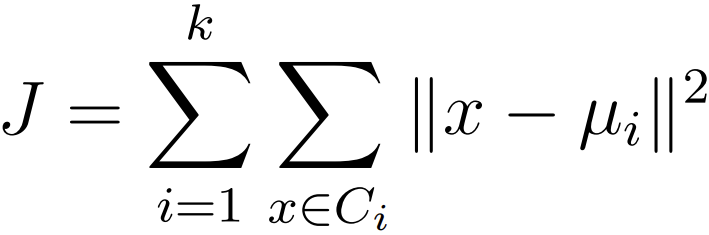 J = \sum_{i=1}^{k} \sum_{x \in C_i} \|x - \mu_i\|^2